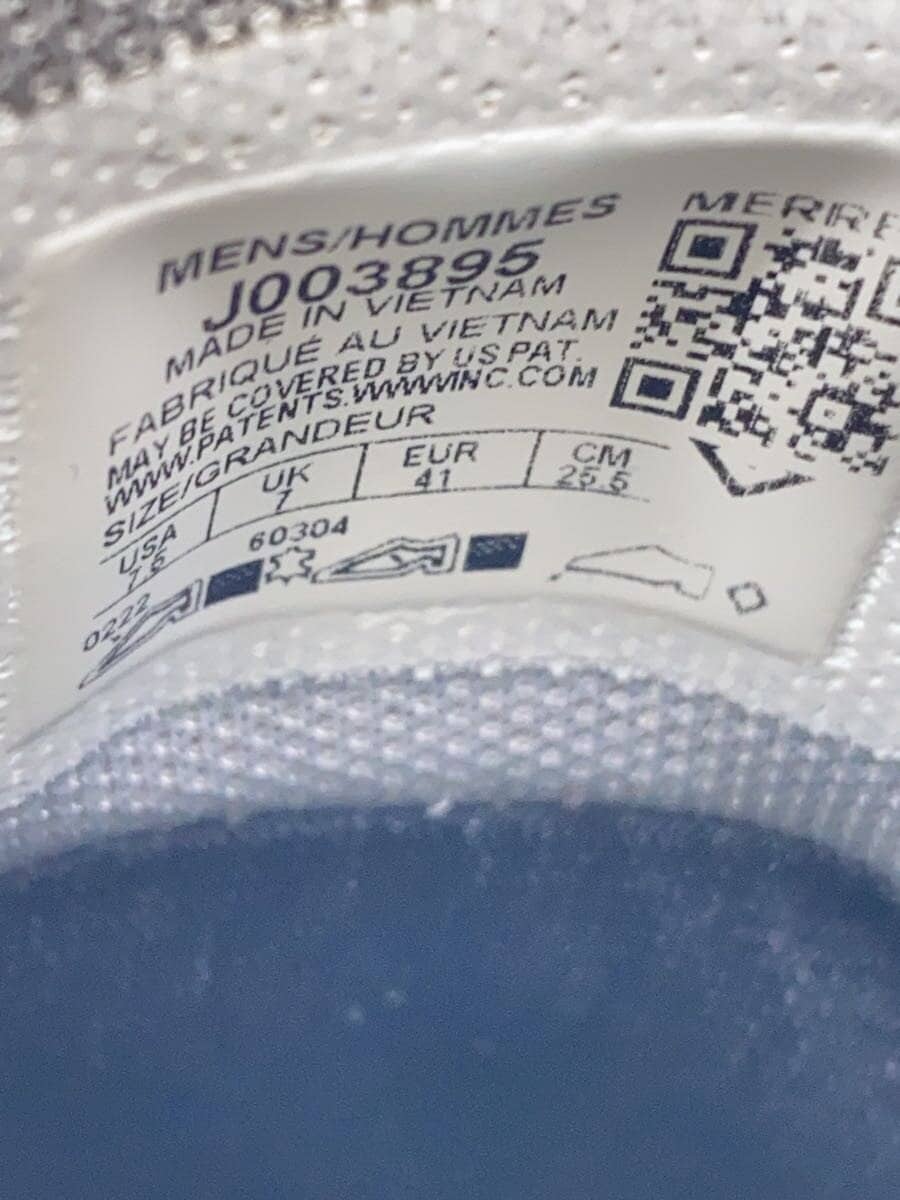 MENS/HOMMES
J003895
MADE IN VIETNAM
FABRIQUÉ AU VIETNAM
MAY BE COVERED BY US PAT.
WWW.PATENTS.WWWINC.COM
SIZE/GRANDEUR
USA UK EUR CM
7.5 7 41 25.5
60304
0222
MERRE